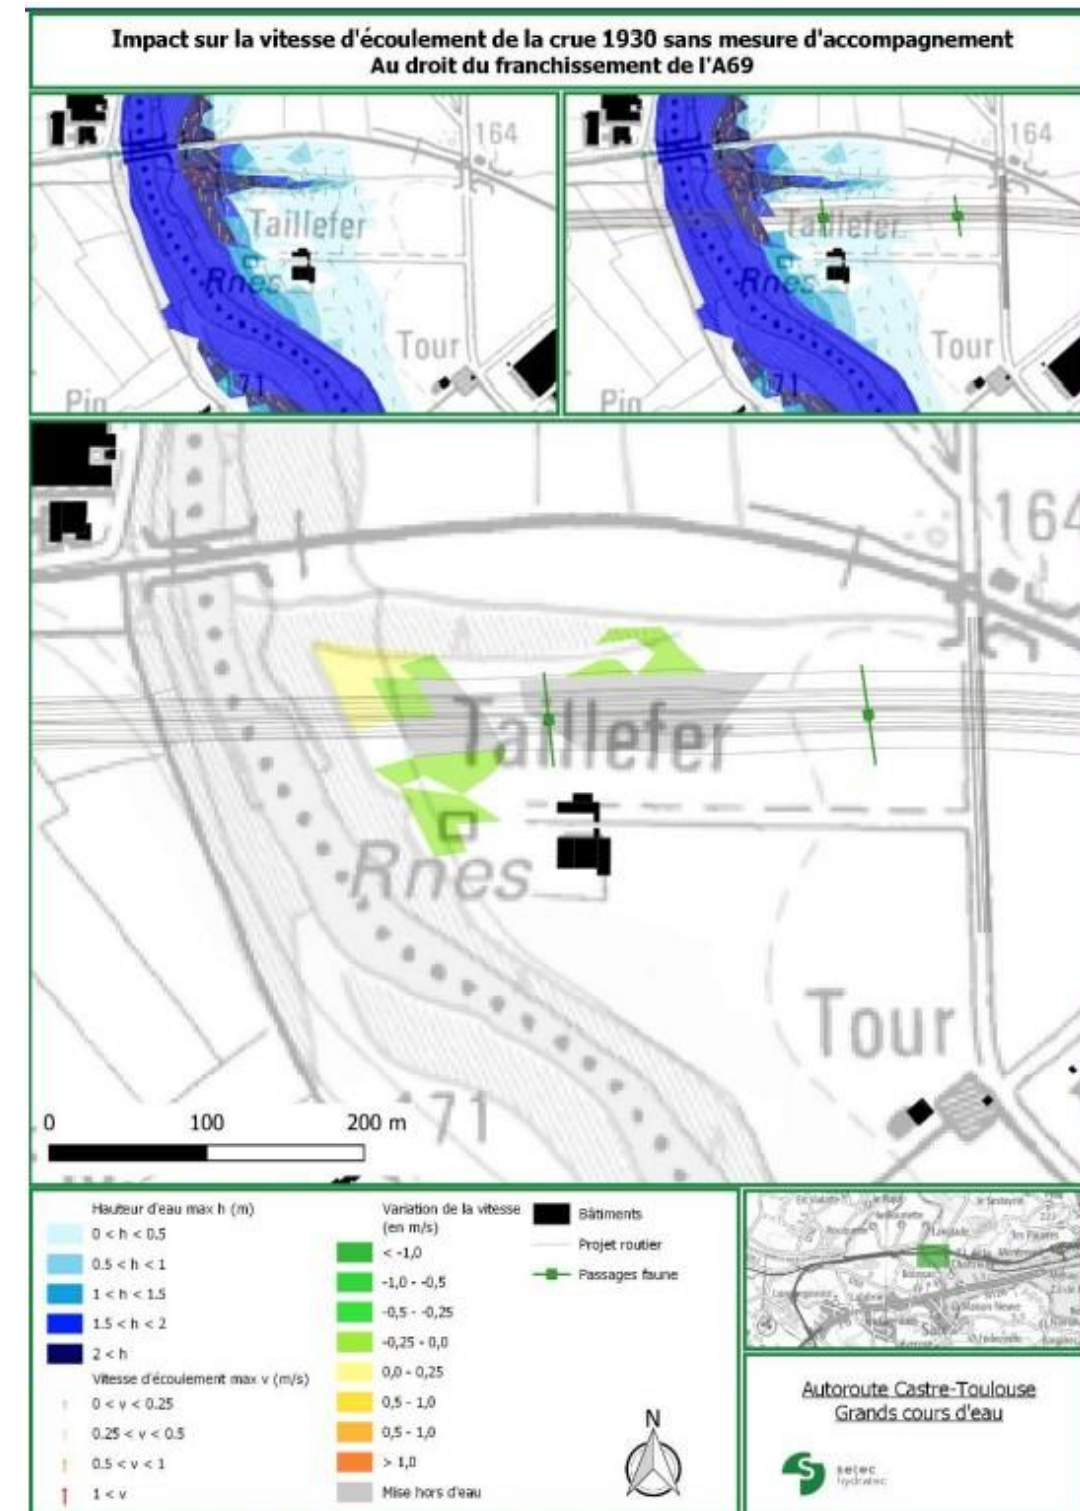 Impact sur la vitesse d'écoulement de la crue 1930 sans mesure d'accompagnement
Au droit du franchissement de l'A69
164
Taillefer
Rnes
Tour
Pin
71
164
Taillefer
Rnes
Tour
Pin
71
164
Taillefer
Rnes
Tour
71
0 100 200 m
Hauteur d'eau max h (m)
0 < h < 0.5
0.5 < h < 1
1 < h < 1.5
1.5 < h < 2
2 < h
Vitesse d'écoulement max v (m/s)
0 < v < 0.25
0.25 < v < 0.5
0.5 < v < 1
1 < v
Variation de la vitesse
(en m/s)
< -1,0
-1,0 - -0,5
-0,5 - -0,25
-0,25 - 0,0
0,0 - 0,25
0,5 - 1,0
0,5 - 1,0
> 1,0
Mise hors d'eau
Bâtiments
Projet routier
Passages faune
N
Autoroute Castre-Toulouse
Grands cours d'eau
setec
hydratec